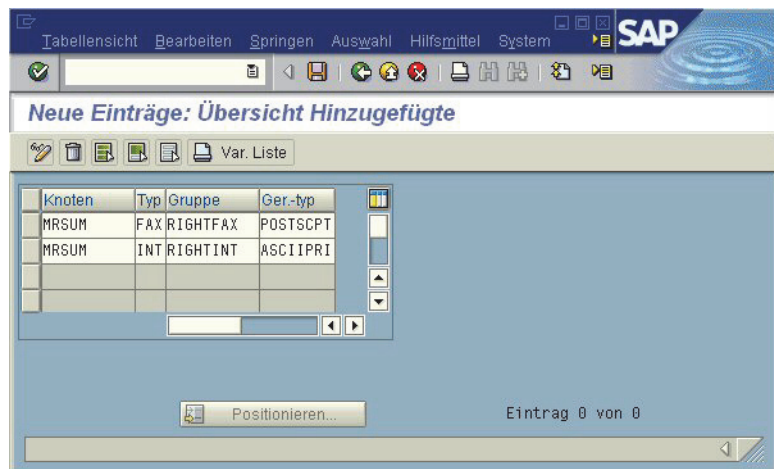 Tabellensicht Bearbeiten Springen Auswahl Hilfsmittel System
SAP
Neue Einträge: Übersicht Hinzugefügte
Var. Liste
Knoten Typ Gruppe Ger.-typ
MRSUM FAX RIGHTFAX POSTSCPT
MRSUM INT RIGHTINT ASCIIPRI
Positionieren... Eintrag 0 von 0